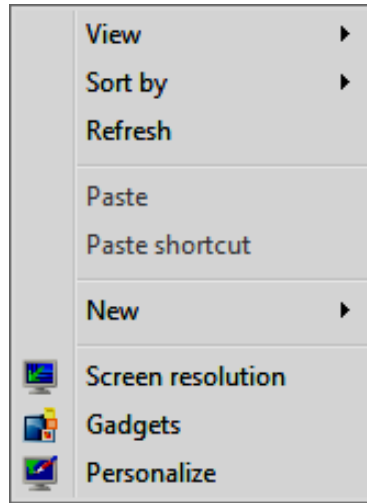 View
Sort by
Refresh
Paste
Paste shortcut
New
Screen resolution
Gadgets
Personalize